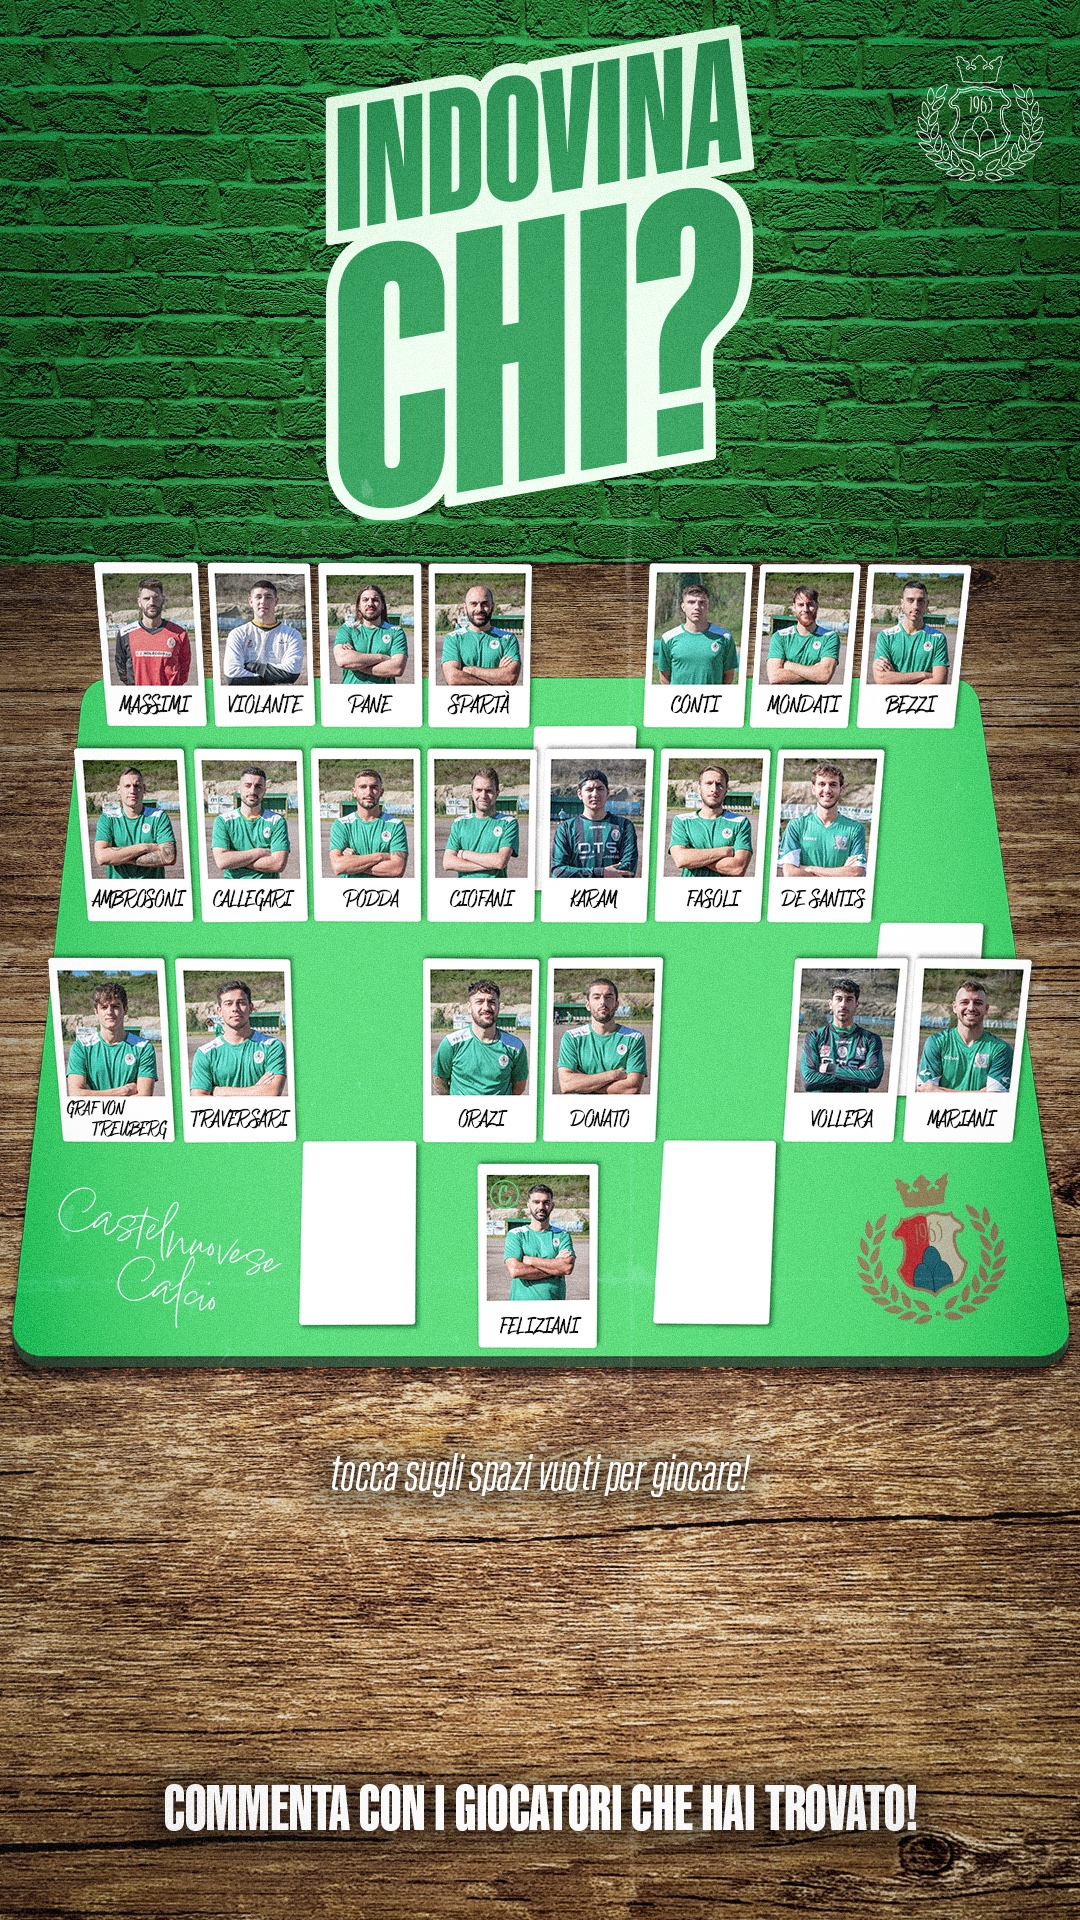 INDOVINA
CHI?
1963
MASSIMI
VIOLANTE
PANE
SPARTÀ
CONTI
MONDATI
BEZZI
AMBROSONI
CALLEGARI
PODDA
CIOFANI
KARAM
FASOLI
DE SANTIS
GRAF VON
TREUBERG
TRAVERSARI
ORAZI
DONATO
VOLLERA
MARIANI
FELIZIANI
Castelnuovese
Calcio
1963
tocca sugli spazi vuoti per giocare!
COMMENTA CON I GIOCATORI CHE HAI TROVATO!